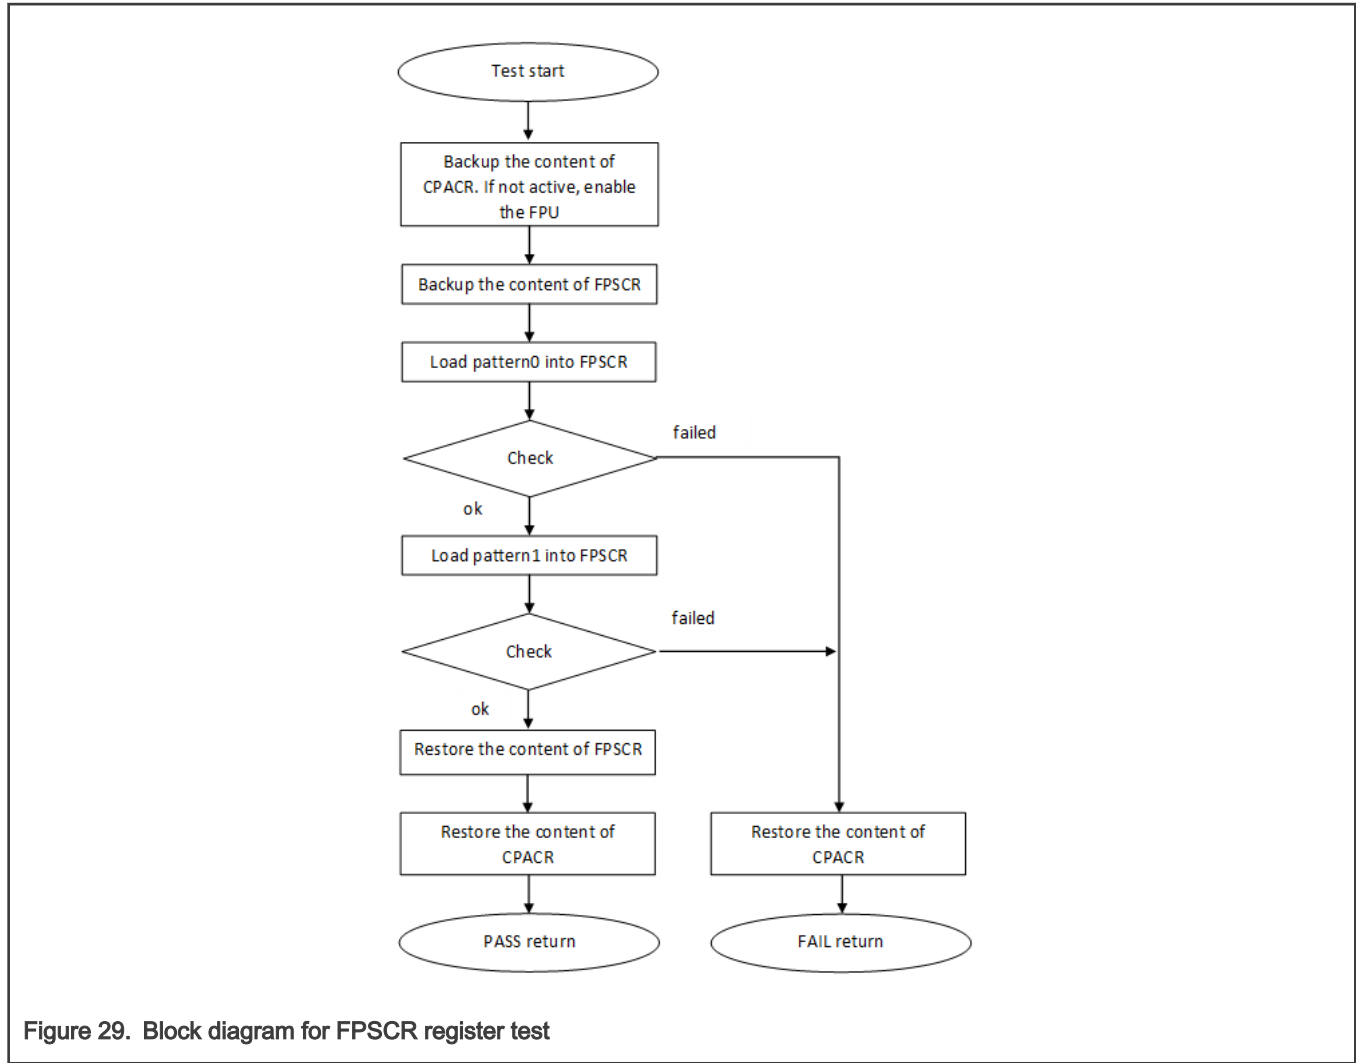 Test start
Backup the content of
CPACR. If not active, enable
the FPU
Backup the content of FPSCR
Load pattern0 into FPSCR
failed
Check
ok
Load pattern1 into FPSCR
failed
Check
ok
Restore the content of FPSCR
Restore the content of
CPACR
Restore the content of
CPACR
PASS return
FAIL return
Figure 29. Block diagram for FPSCR register test